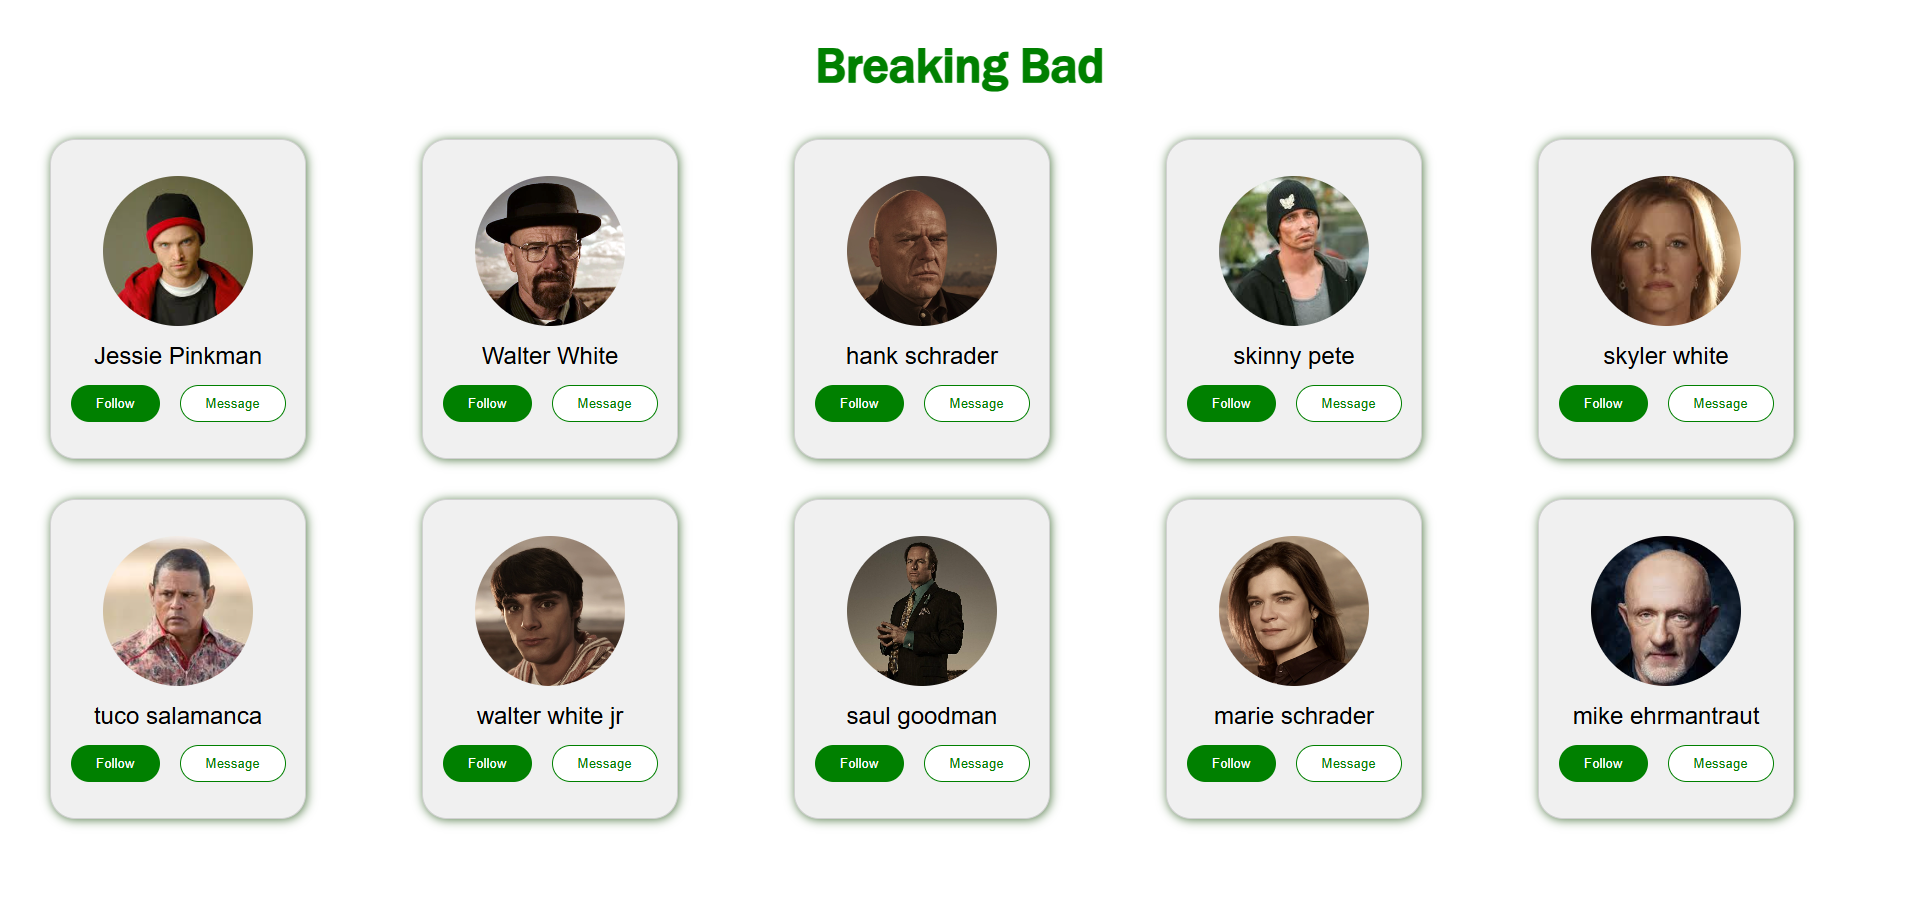 Breaking Bad
Jessie Pinkman
Follow Message
Walter White
Follow Message
hank schrader
Follow Message
skinny pete
Follow Message
skyler white
Follow Message
tuco salamanca
Follow Message
walter white jr
Follow Message
saul goodman
Follow Message
marie schrader
Follow Message
mike ehrmantraut
Follow Message